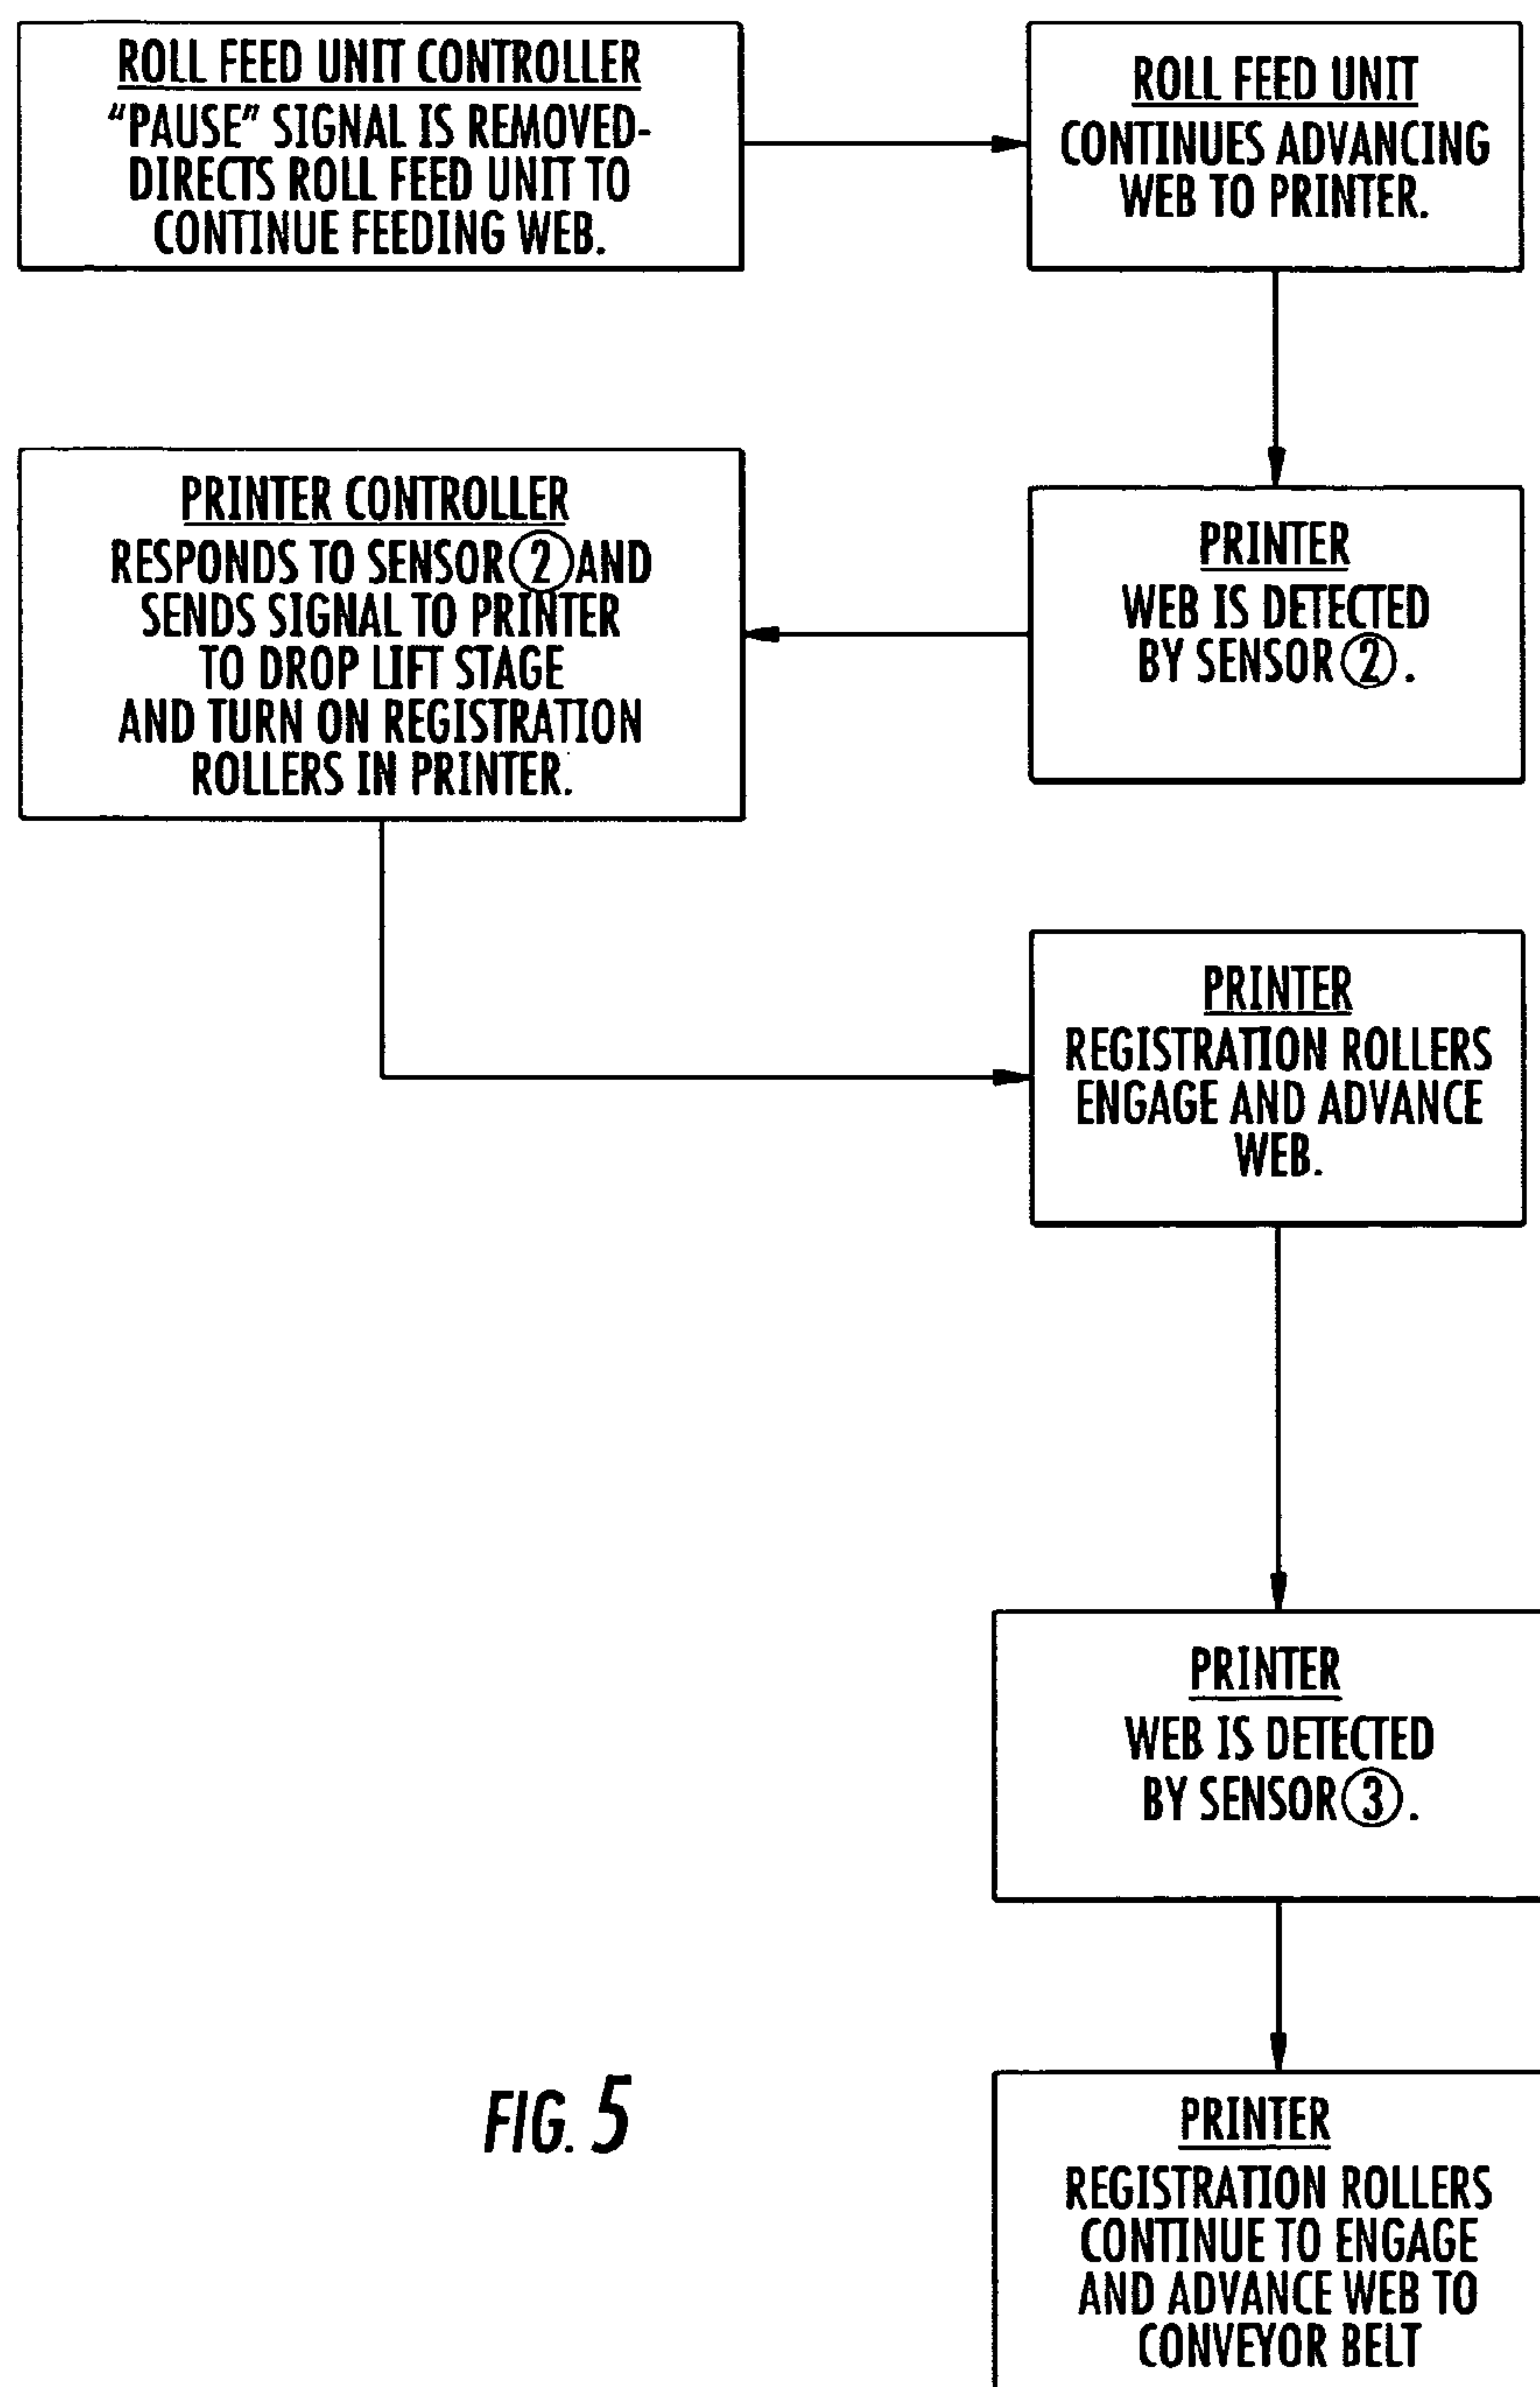 ROLL FEED UNIT CONTROLLER
"PAUSE" SIGNAL IS REMOVED-
DIRECTS ROLL FEED UNIT TO
CONTINUE FEEDING WEB.
ROLL FEED UNIT
CONTINUES ADVANCING
WEB TO PRINTER.
PRINTER
WEB IS DETECTED
BY SENSOR ②.
PRINTER CONTROLLER
RESPONDS TO SENSOR ② AND
SENDS SIGNAL TO PRINTER
TO DROP LIFT STAGE
AND TURN ON REGISTRATION
ROLLERS IN PRINTER.
PRINTER
REGISTRATION ROLLERS
ENGAGE AND ADVANCE
WEB.
PRINTER
WEB IS DETECTED
BY SENSOR ③.
PRINTER
REGISTRATION ROLLERS
CONTINUE TO ENGAGE
AND ADVANCE WEB TO
CONVEYOR BELT
FIG. 5